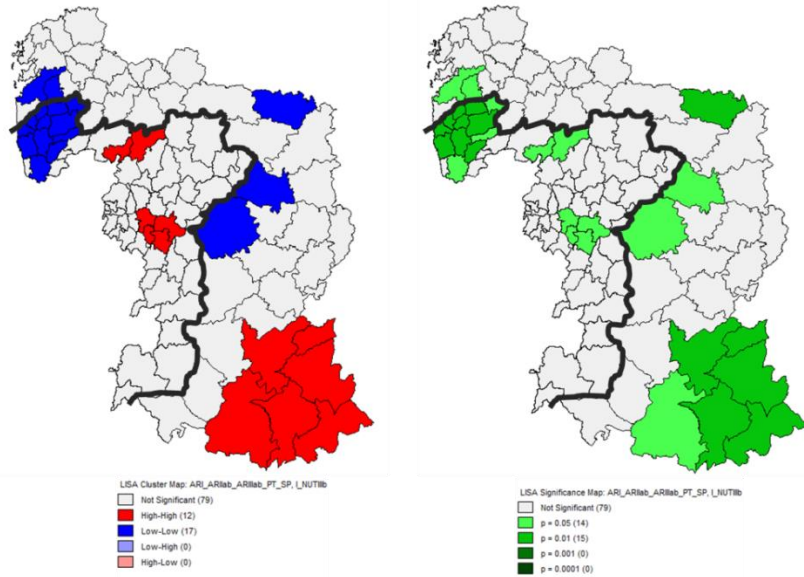 LISA Cluster Map: ARI_ARIIab_ARIIIab_PT_SP, I_NUTIIIb
Not Significant (79)
High-High (12)
Low-Low (17)
Low-High (0)
High-Low (0)
LISA Significance Map: ARI_ARIIab_ARIIIab_PT_SP, I_NUTIIIb
Not Significant (79)
p = 0.05 (14)
p = 0.01 (15)
p = 0.001 (0)
p = 0.0001 (0)